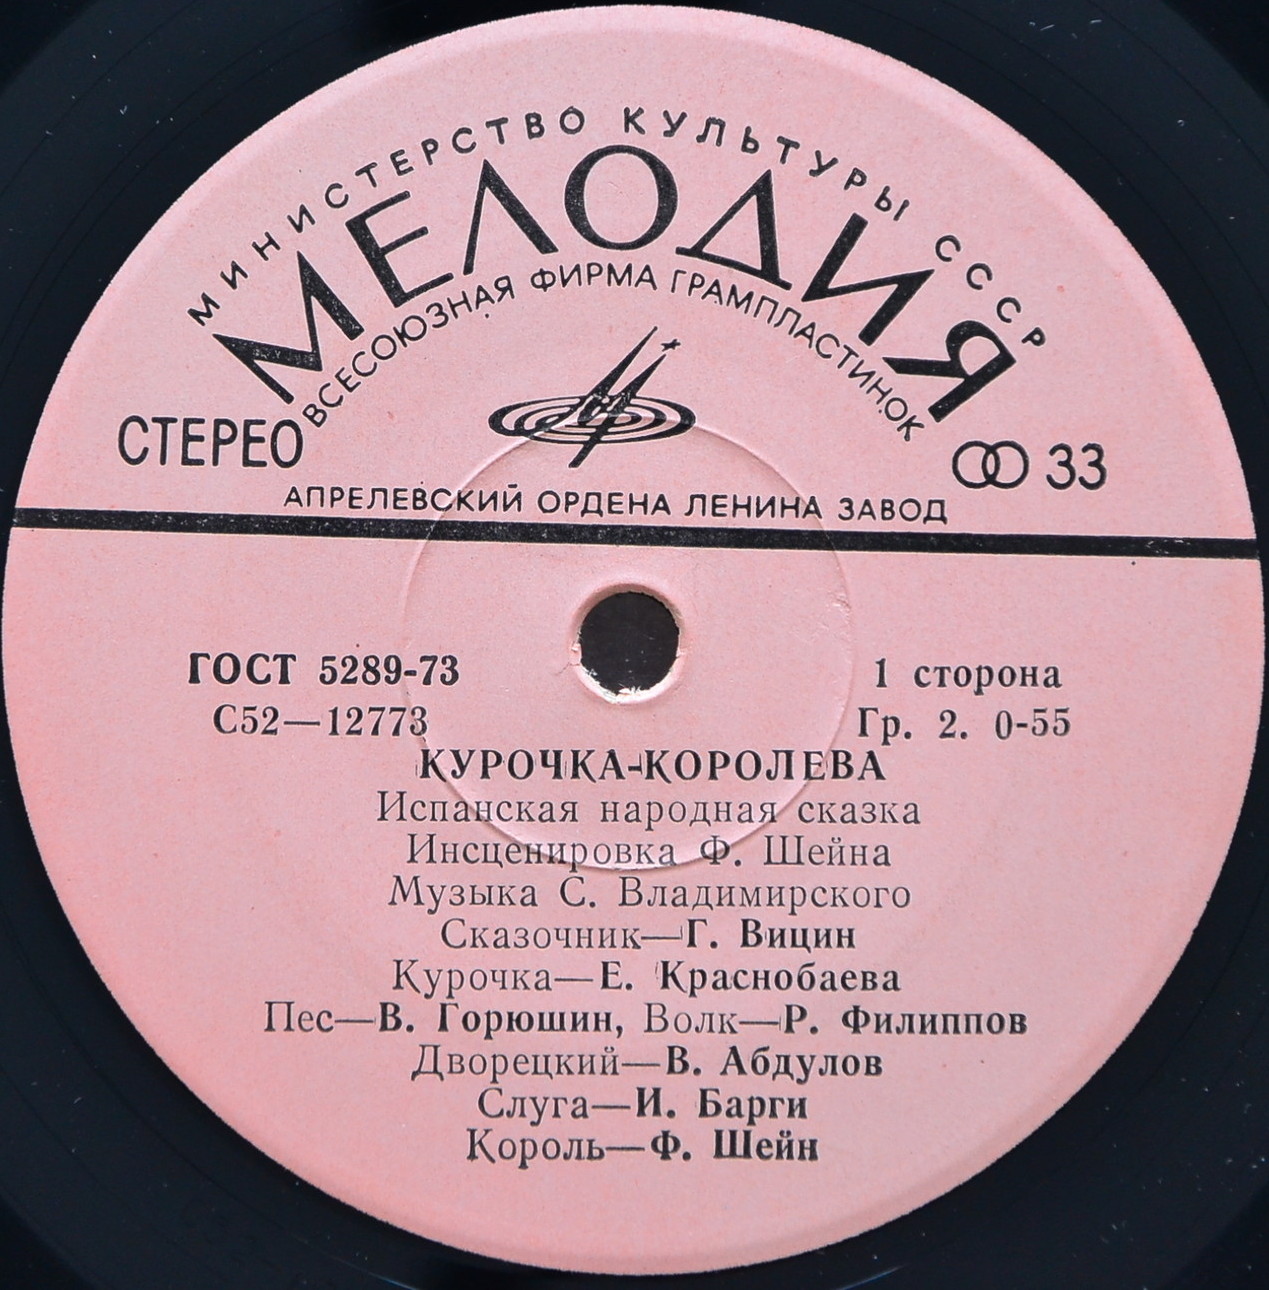 МИНИСТЕРСТВО КУЛЬТУРЫ СССР
МЕЛОДИЯ
ВСЕСОЮЗНАЯ ФИРМА ГРАМПЛАСТИНОК
СТЕРЕО
33
АПРЕЛЕВСКИЙ ОРДЕНА ЛЕНИНА ЗАВОД
ГОСТ 5289-73
1 сторона
С52—12773
Гр. 2. 0-55
КУРОЧКА-КОРОЛЕВА
Испанская народная сказка
Инсценировка Ф. Шейна
Музыка С. Владимирского
Сказочник—Г. Вицин
Курочка—Е. Краснобаева
Пес—В. Горюшин, Волк—Р. Филиппов
Дворецкий—В. Абдулов
Слуга—И. Барги
Король—Ф. Шейн